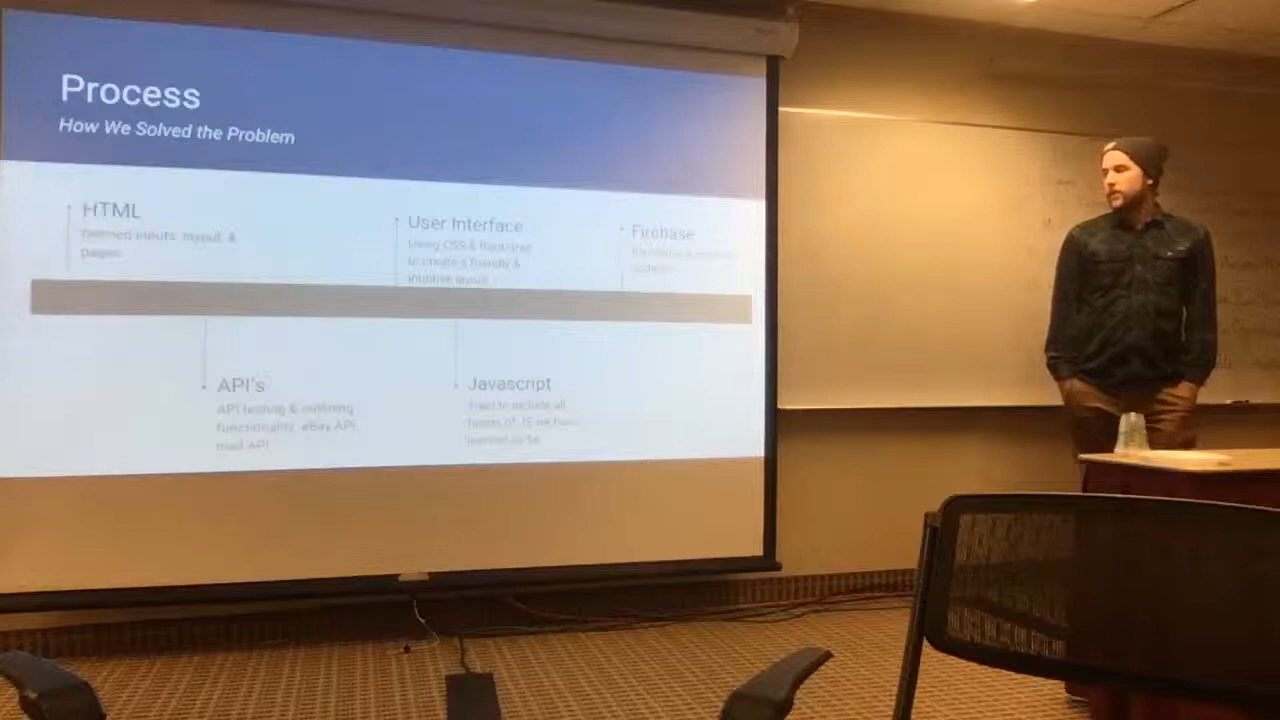 Process
How We Solved the Problem
HTML
Defined inputs, layout, &
pages
User Interface
Using CSS & Bootstrap
to create a friendly &
intuitive layout
Firebase
API's
API testing & outlining
functionality. eBay API,
mail API
Javascript
Tried to include all
facets of JS we have
learned so far